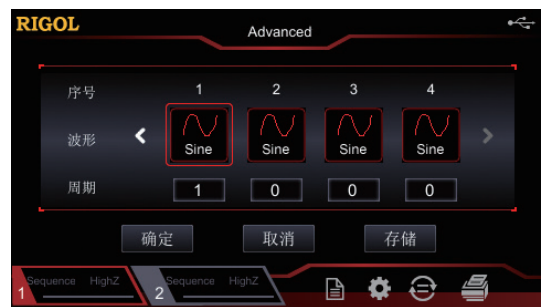 RIGOL Advanced
序号 1 2 3 4
波形 Sine Sine Sine Sine
周期 1 0 0 0
确定 取消 存储
1 Sequence HighZ 2 Sequence HighZ